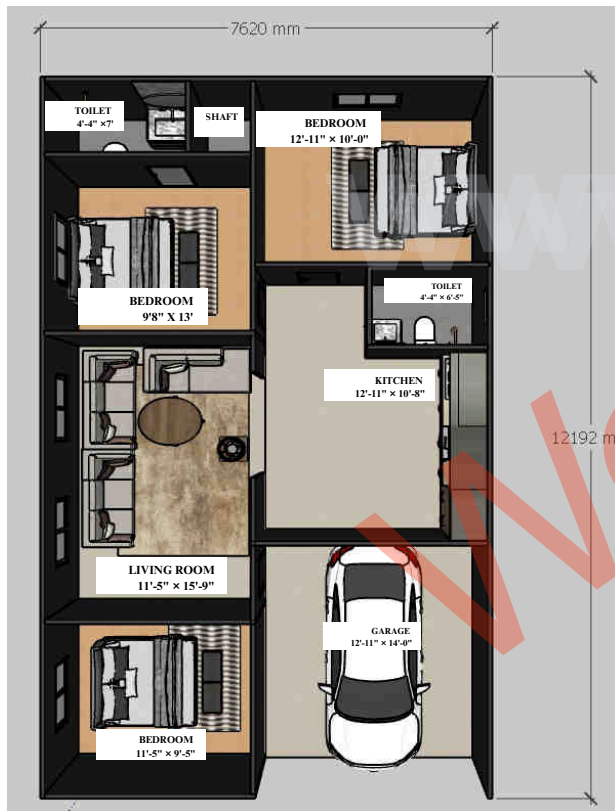 7620 mm
TOILET
4'-4" ×7'
SHAFT
BEDROOM
12'-11" × 10'-0"
TOILET
4'-4" × 6'-5"
BEDROOM
9'8" X 13'
KITCHEN
12'-11" × 10'-8"
12192 m
LIVING ROOM
11'-5" × 15'-9"
GARAGE
12'-11" × 14'-0"
BEDROOM
11'-5" × 9'-5"